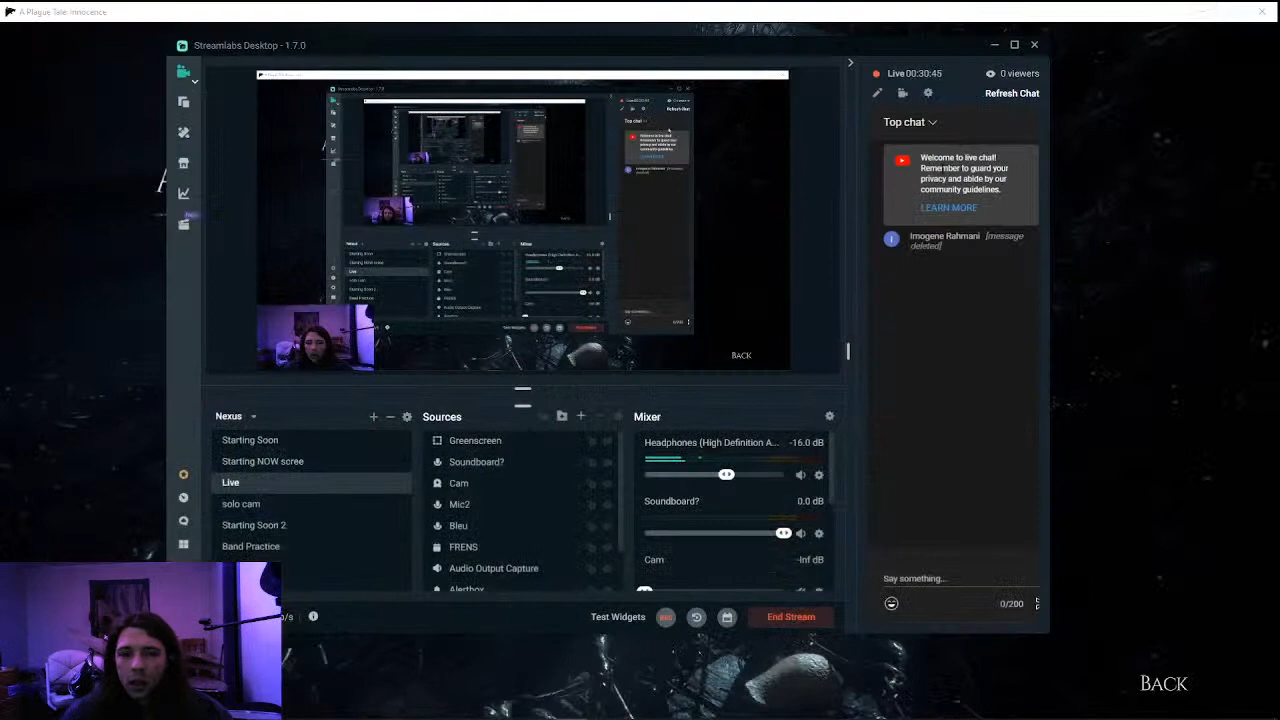 A Plague Tale: Innocence
Streamlabs Desktop - 1.7.0
Live 00:30:45
0 viewers
Refresh Chat
Top chat
Welcome to live chat!
Remember to guard your
privacy and abide by our
community guidelines.
LEARN MORE
Imogene Rahmani [message
deleted]
BACK
Nexus
Starting Soon
Starting NOW scree
Live
solo cam
Starting Soon 2
Band Practice
Sources
Greenscreen
Soundboard?
Cam
Mic2
Bleu
FRENS
Audio Output Capture
Alertbox
Mixer
Headphones (High Definition A... -16.0 dB
Soundboard? 0.0 dB
Cam -Inf dB
Say something...
0/200
Test Widgets
REC
End Stream
BACK